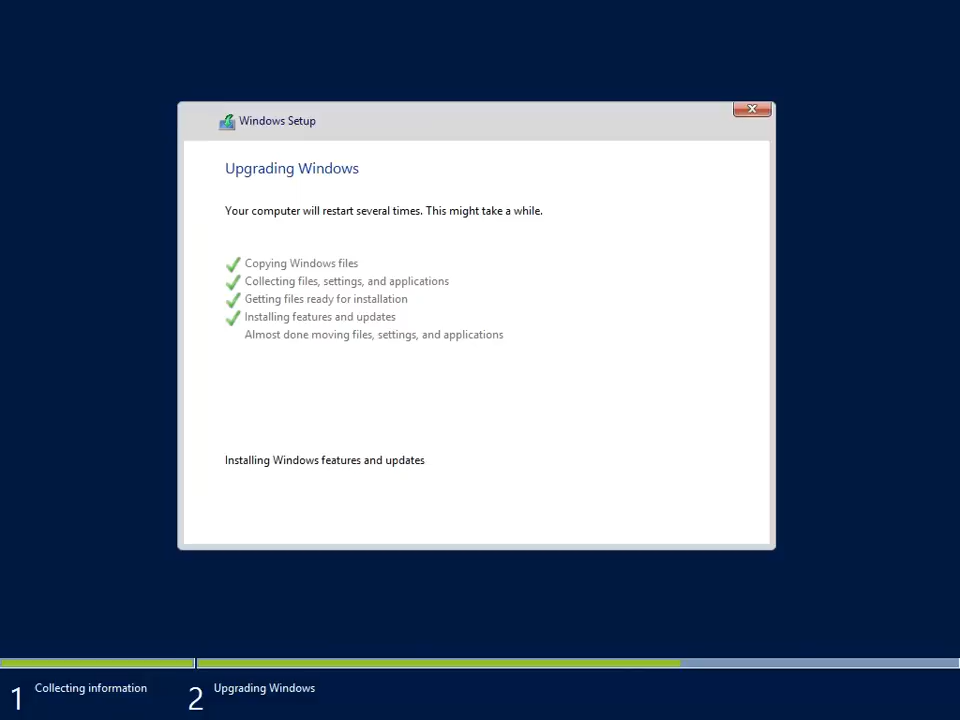 Windows Setup
Upgrading Windows
Your computer will restart several times. This might take a while.
Copying Windows files
Collecting files, settings, and applications
Getting files ready for installation
Installing features and updates
Almost done moving files, settings, and applications
Installing Windows features and updates
1 Collecting information
2 Upgrading Windows